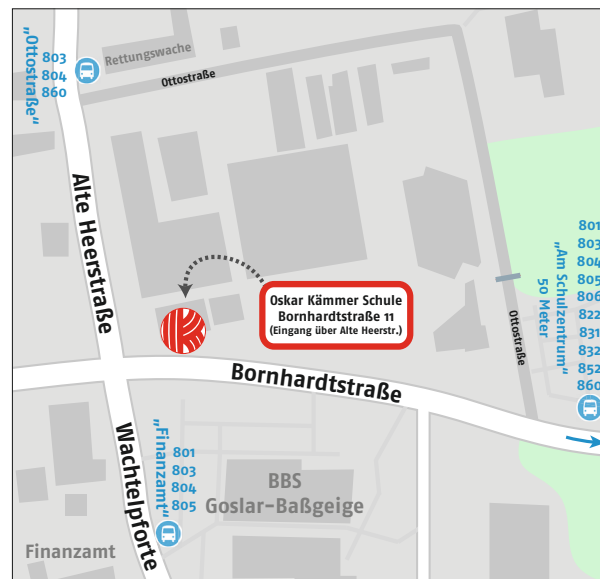 „Ottostraße“
803
804
860
Rettungswache
Ottostraße
Alte Heerstraße
Oskar Kämmer Schule
Bornhardtstraße 11
(Eingang über Alte Heerstr.)
801
803
804
805
806
822
831
832
852
860
„Am Schulzentrum“
50 Meter
Ottostraße
Bornhardtstraße
Wachtelpforte
„Finanzamt“
801
803
804
805
BBS
Goslar-Baßgeige
Finanzamt